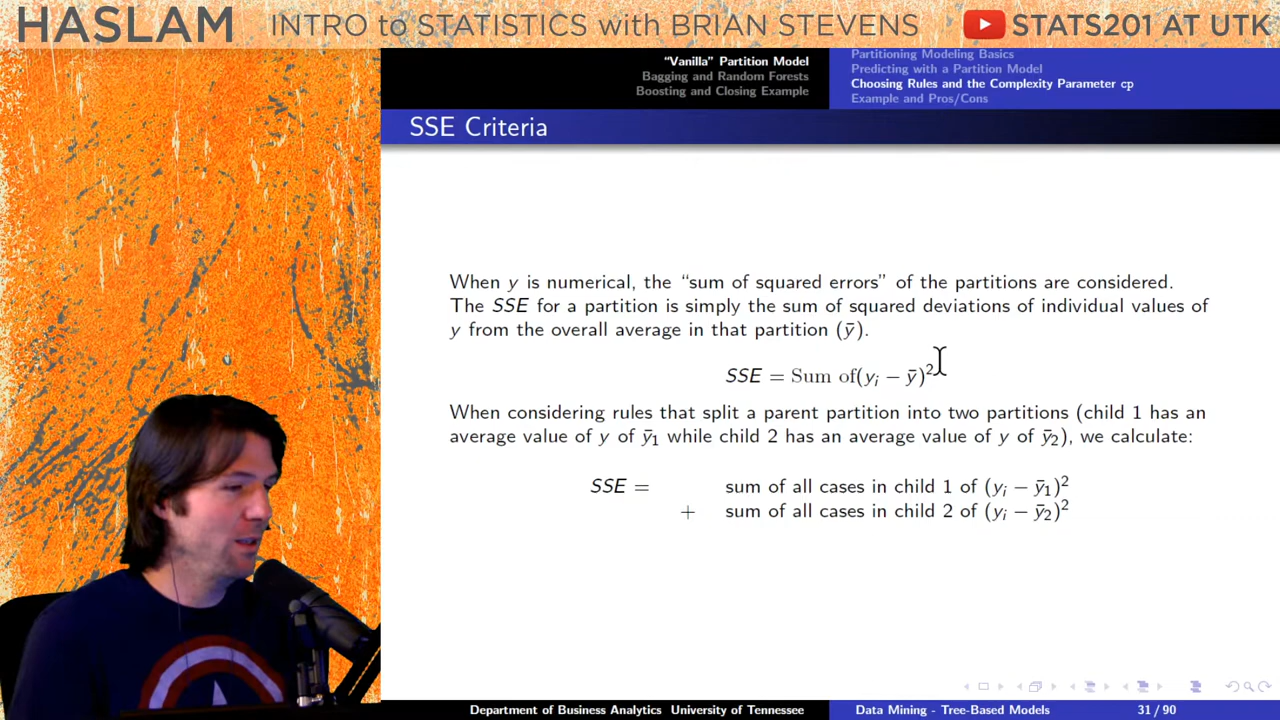 HASLAM INTRO to STATISTICS with BRIAN STEVENS STATS201 AT UTK
"Vanilla" Partition Model
Bagging and Random Forests
Boosting and Closing Example
Partitioning Modeling Basics
Predicting with a Partition Model
Choosing Rules and the Complexity Parameter cp
Example and Pros/Cons
SSE Criteria
When y is numerical, the “sum of squared errors” of the partitions are considered.
The SSE for a partition is simply the sum of squared deviations of individual values of
y from the overall average in that partition (ȳ).
SSE = Sum of(yᵢ − ȳ)²
When considering rules that split a parent partition into two partitions (child 1 has an
average value of y of ȳ₁ while child 2 has an average value of y of ȳ₂), we calculate:
SSE = sum of all cases in child 1 of (yᵢ − ȳ₁)²
+ sum of all cases in child 2 of (yᵢ − ȳ₂)²
Department of Business Analytics University of Tennessee Data Mining - Tree-Based Models 31 / 90